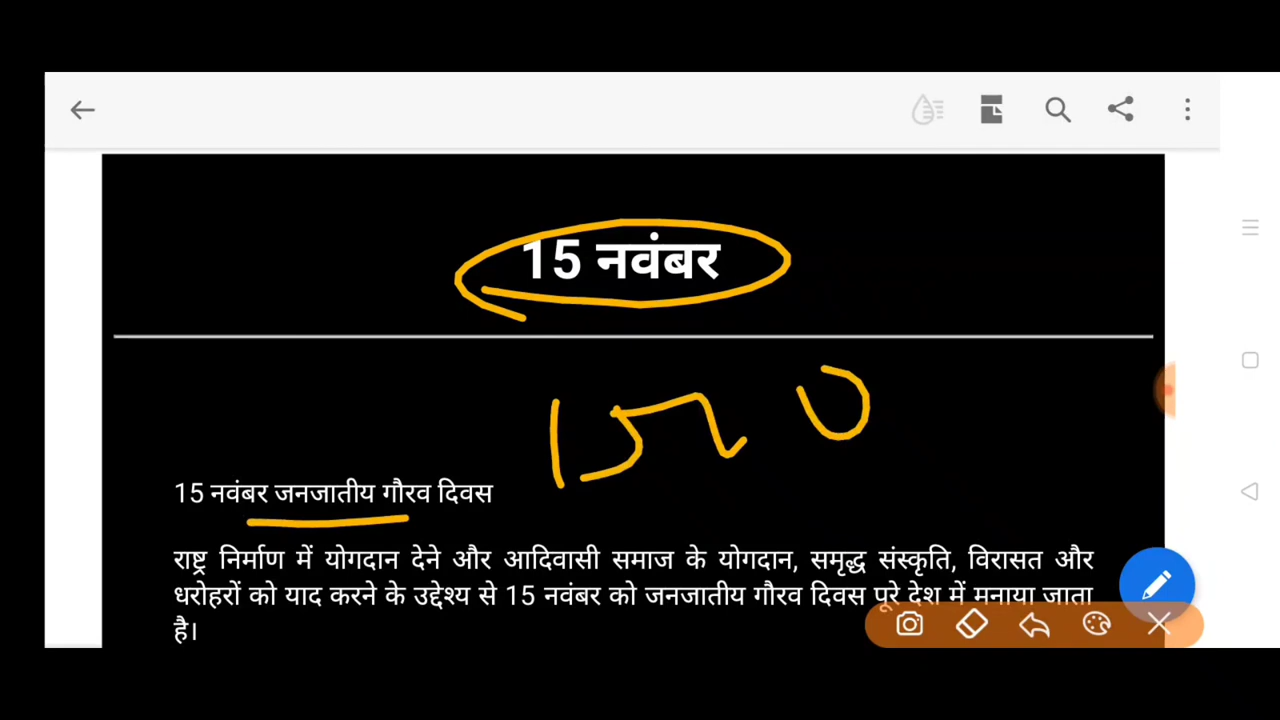 15 नवंबर
15
15 नवंबर जनजातीय गौरव दिवस
राष्ट्र निर्माण में योगदान देने और आदिवासी समाज के योगदान, समृद्ध संस्कृति, विरासत और
धरोहरों को याद करने के उद्देश्य से 15 नवंबर को जनजातीय गौरव दिवस पूरे देश में मनाया जाता
है।